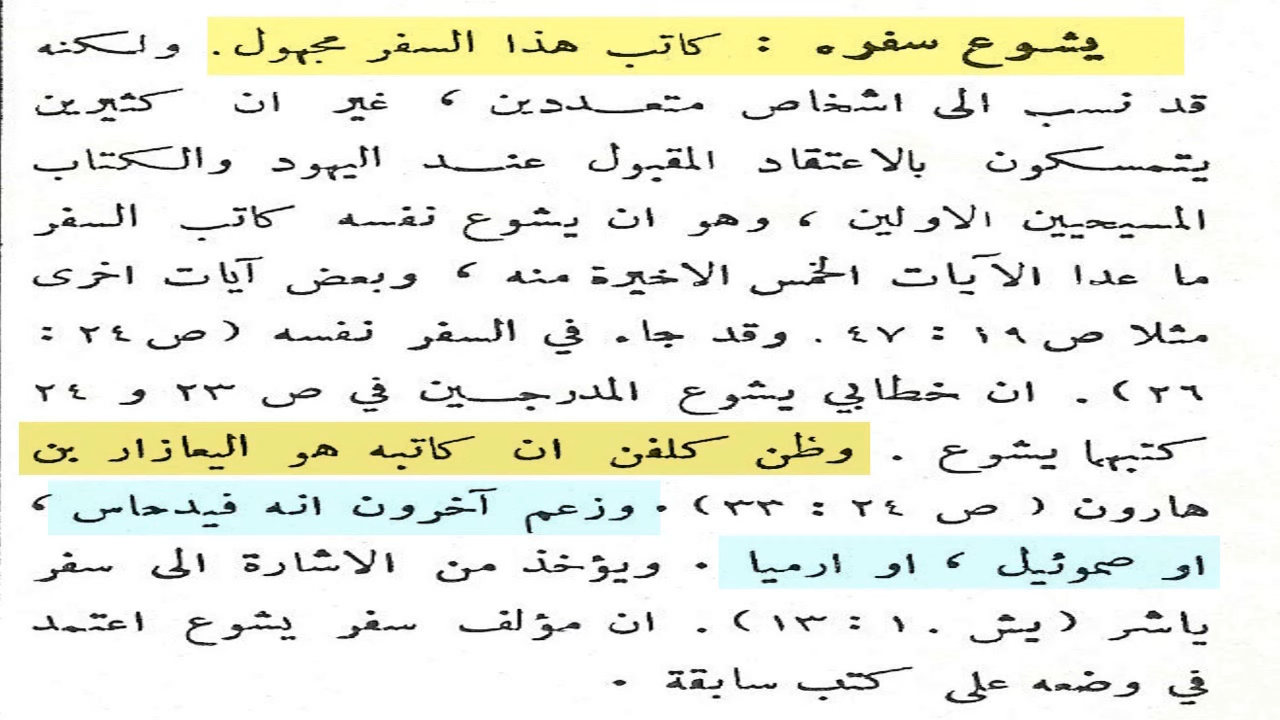 يشوع سفره : كاتب هذا السفر مجهول. ولكنه
قد نسب الى اشخاص متعددين ، غير ان كثيرين
يتمسكون بالاعتقاد المقبول عند اليهود والكتاب
المسيحيين الاولين ، وهو ان يشوع نفسه كاتب السفر
ما عدا الآيات الخمس الاخيرة منه ، وبعض آيات اخرى
مثلا ص ١٩ : ٤٧ . وقد جاء في السفر نفسه (ص ٢٤ :
٢٦) . ان خطابي يشوع المدرجين في ص ٢٣ و ٢٤
كتبهما يشوع . وظن كلفن ان كاتبه هو اليعازار بن
هارون ( ص ٢٤ : ٣٣) . وزعم آخرون انه فيدحاس ،
او صموئيل ، او ارميا . ويؤخذ من الاشارة الى سفر
ياشر (يش ١٠ : ١٣) . ان مؤلف سفر يشوع اعتمد
في وضعه على كتب سابقة .